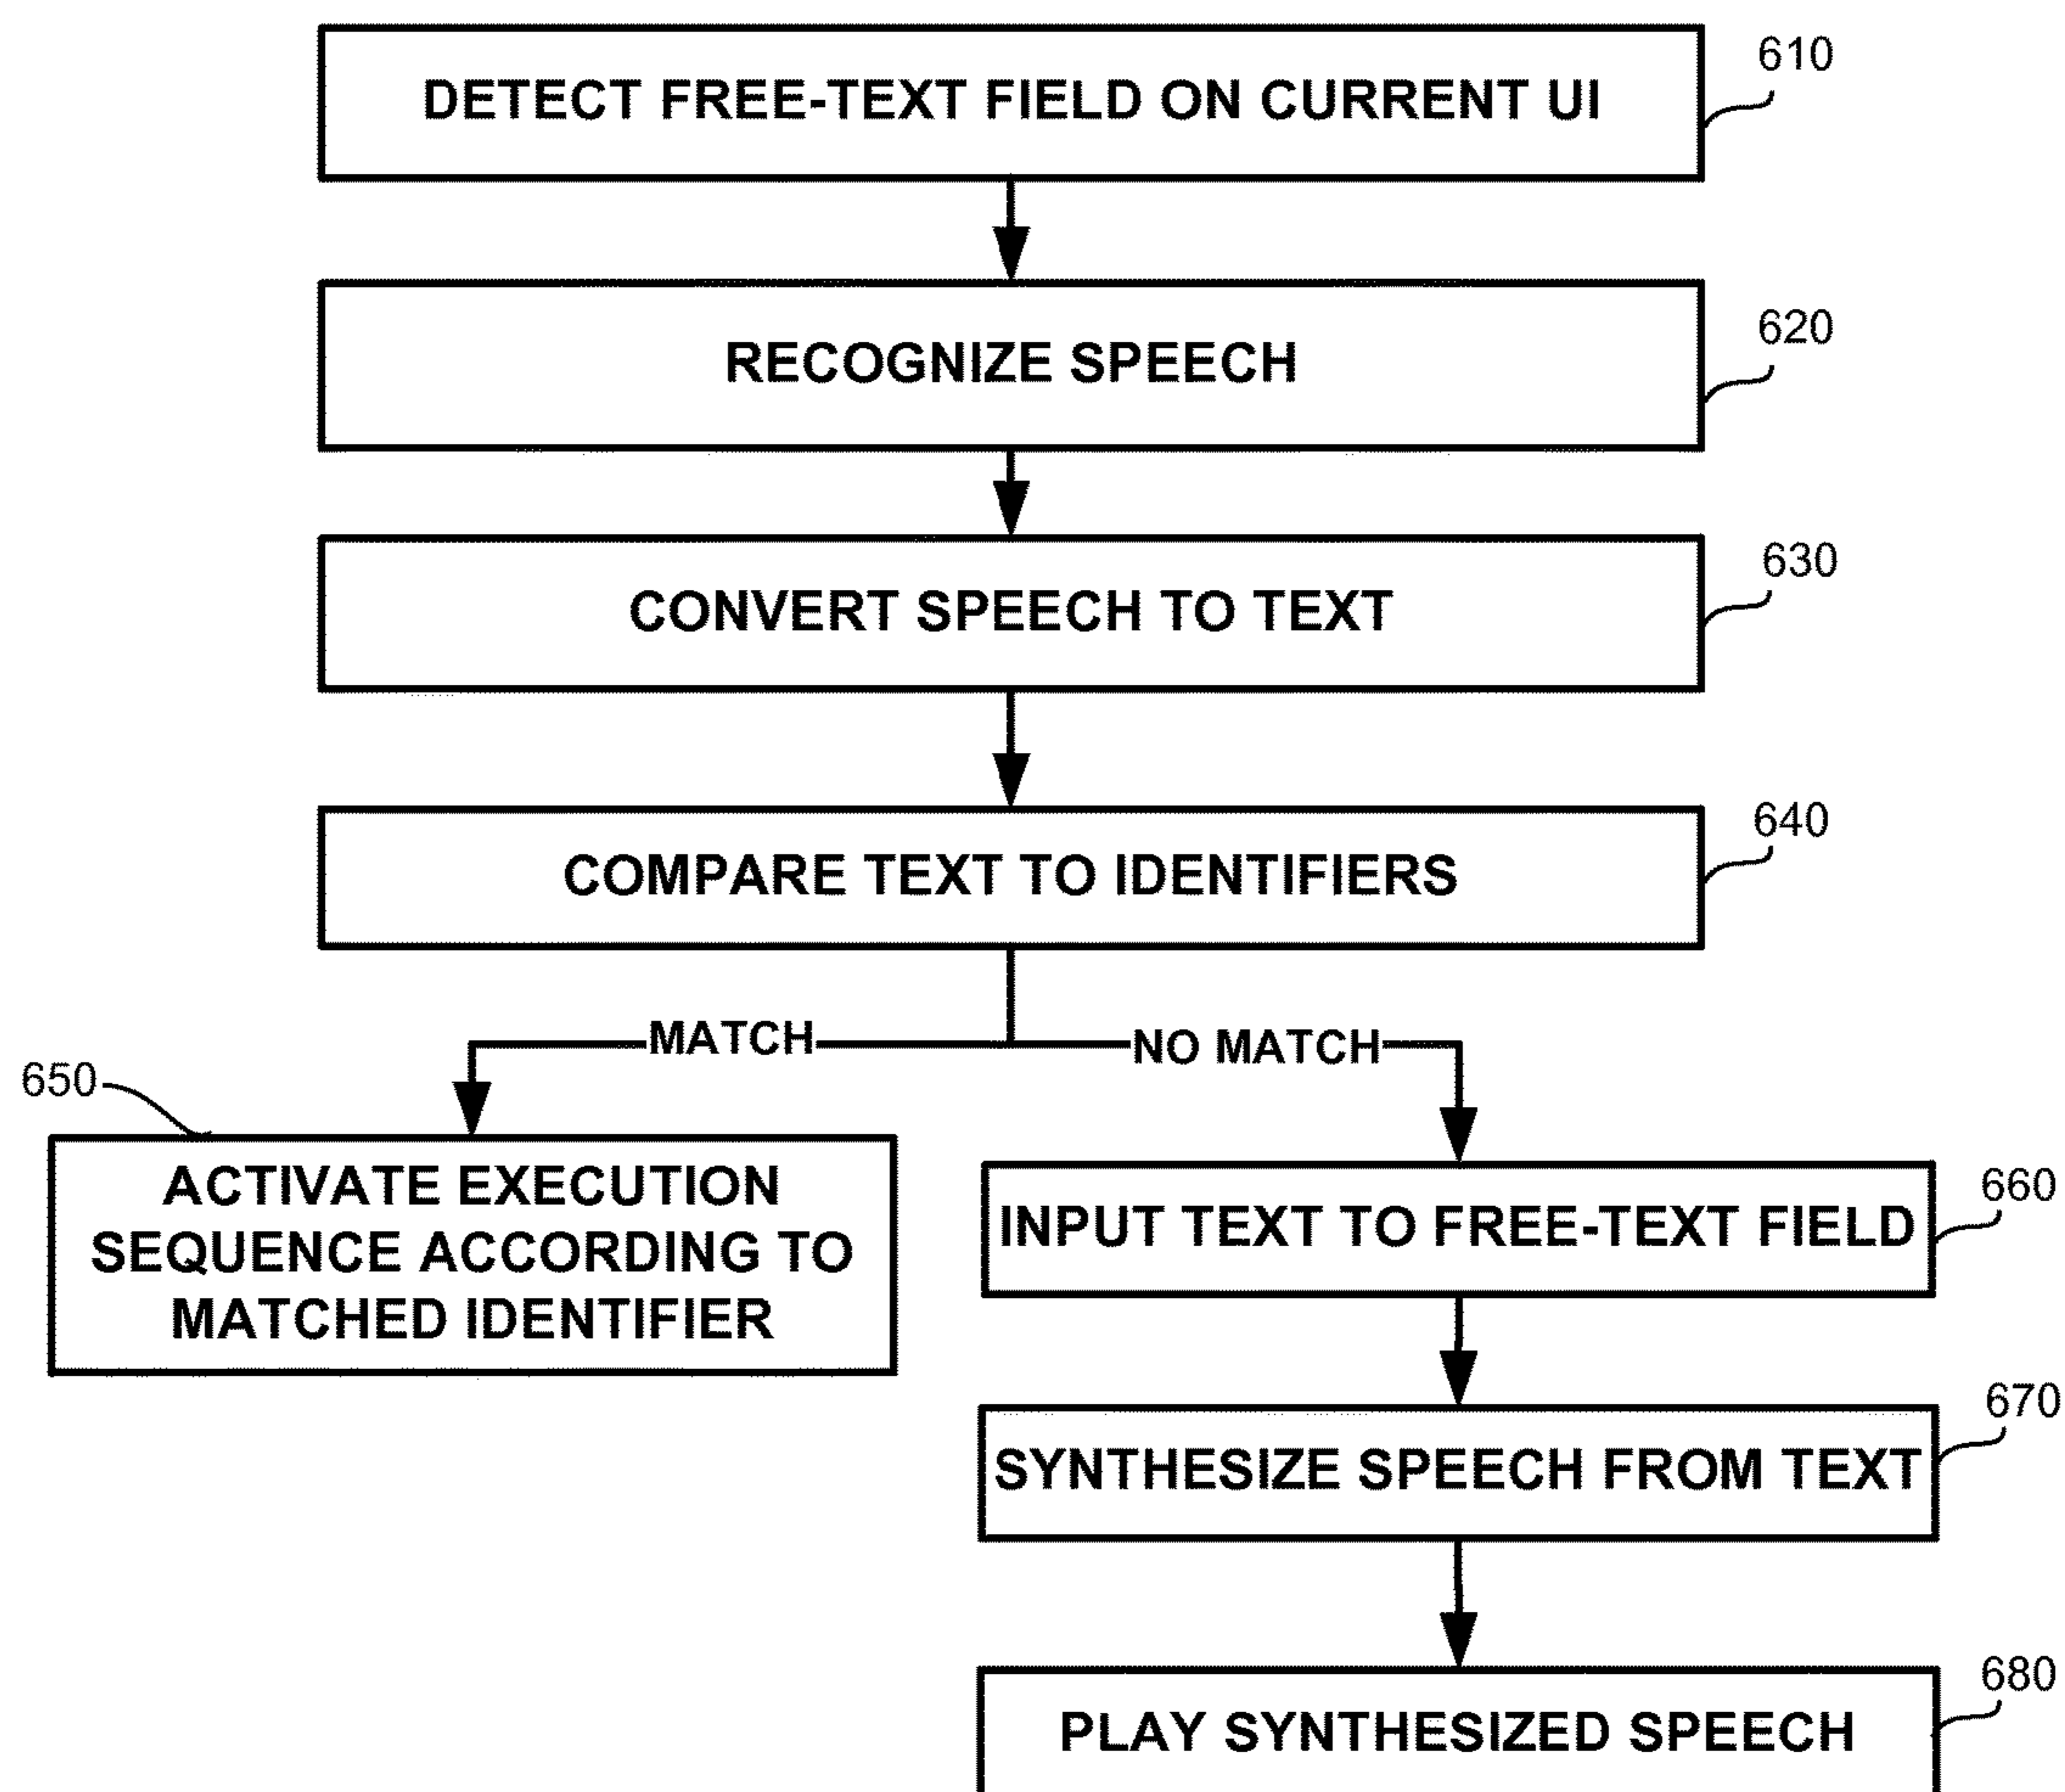 DETECT FREE-TEXT FIELD ON CURRENT UI
610
RECOGNIZE SPEECH
620
CONVERT SPEECH TO TEXT
630
COMPARE TEXT TO IDENTIFIERS
640
MATCH
NO MATCH
650
ACTIVATE EXECUTION
SEQUENCE ACCORDING TO
MATCHED IDENTIFIER
INPUT TEXT TO FREE-TEXT FIELD
660
SYNTHESIZE SPEECH FROM TEXT
670
PLAY SYNTHESIZED SPEECH
680